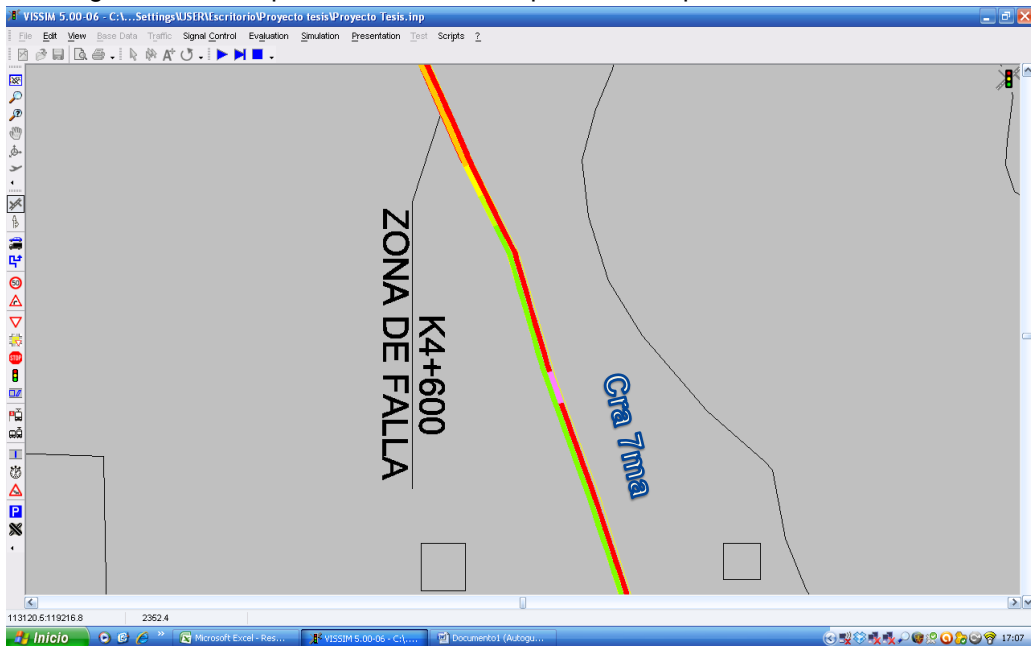 VISSIM 5.00-06 - C:\...Settings\USER\Escritorio\Proyecto tesis\Proyecto Tesis.inp
File Edit View Base Data Traffic Signal Control Evaluation Simulation Presentation Test Scripts ?
ZONA DE FALLA
K4+600
Cra 7ma
50
STOP
P
113120.5:119216.8 2352.4
Inicio
Microsoft Excel - Res...
VISSIM 5.00-06 - C:\....
Documento1 (Autogu...
17:07